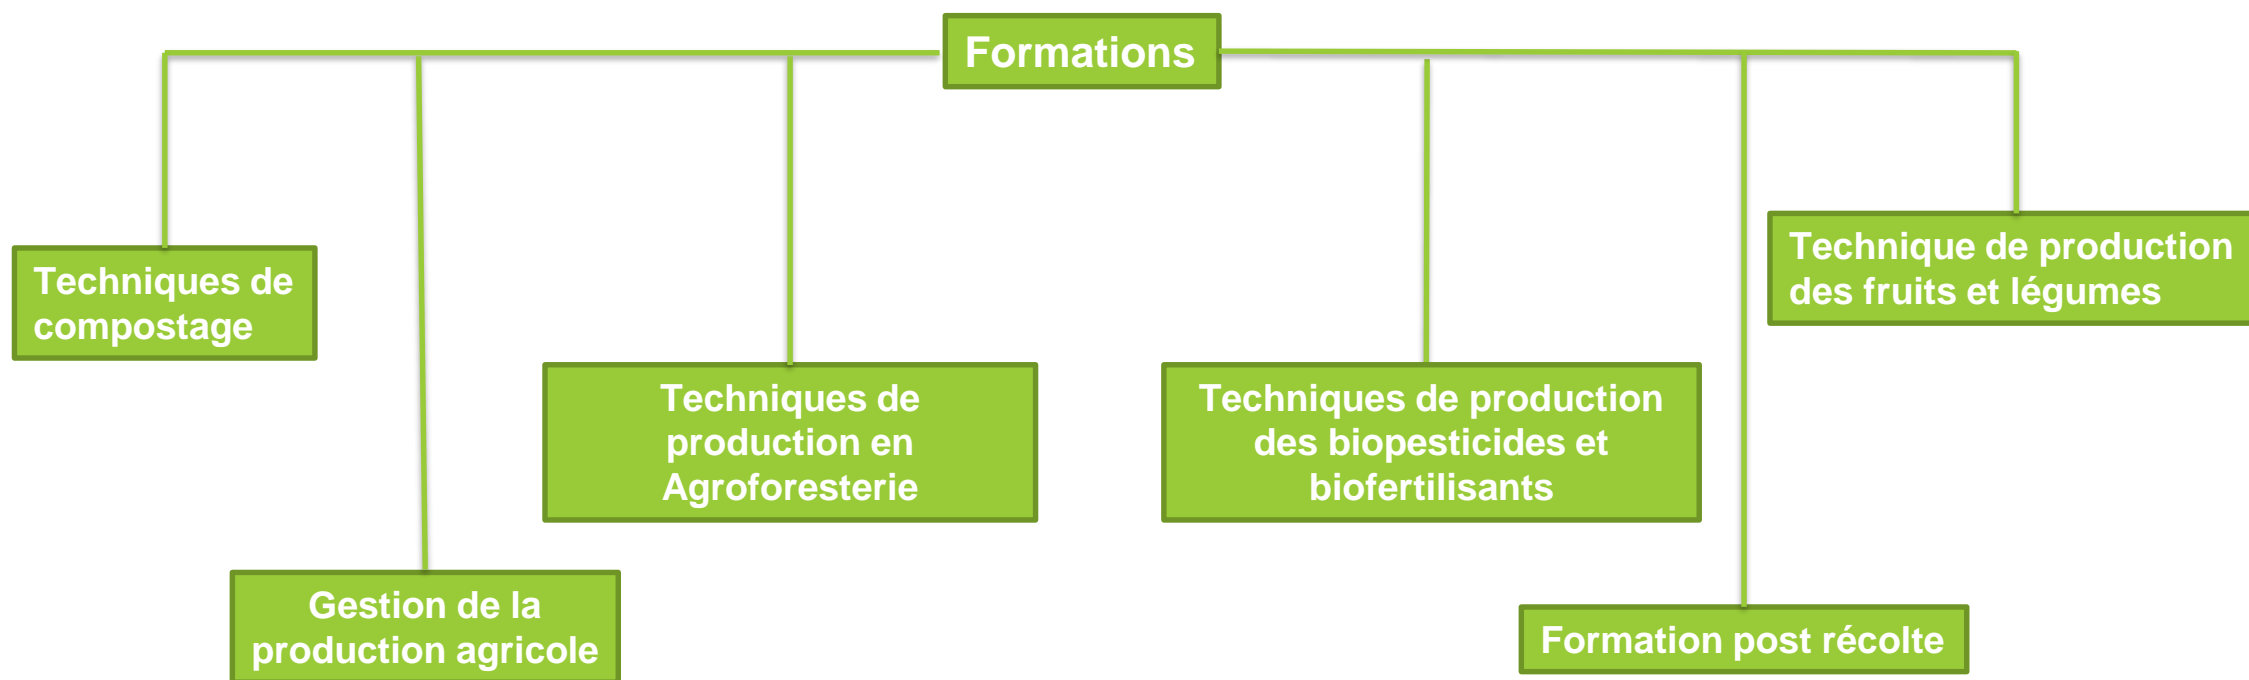 Formations
Techniques de
compostage
Gestion de la
production agricole
Techniques de
production en
Agroforesterie
Techniques de production
des biopesticides et
biofertilisants
Formation post récolte
Technique de production
des fruits et légumes